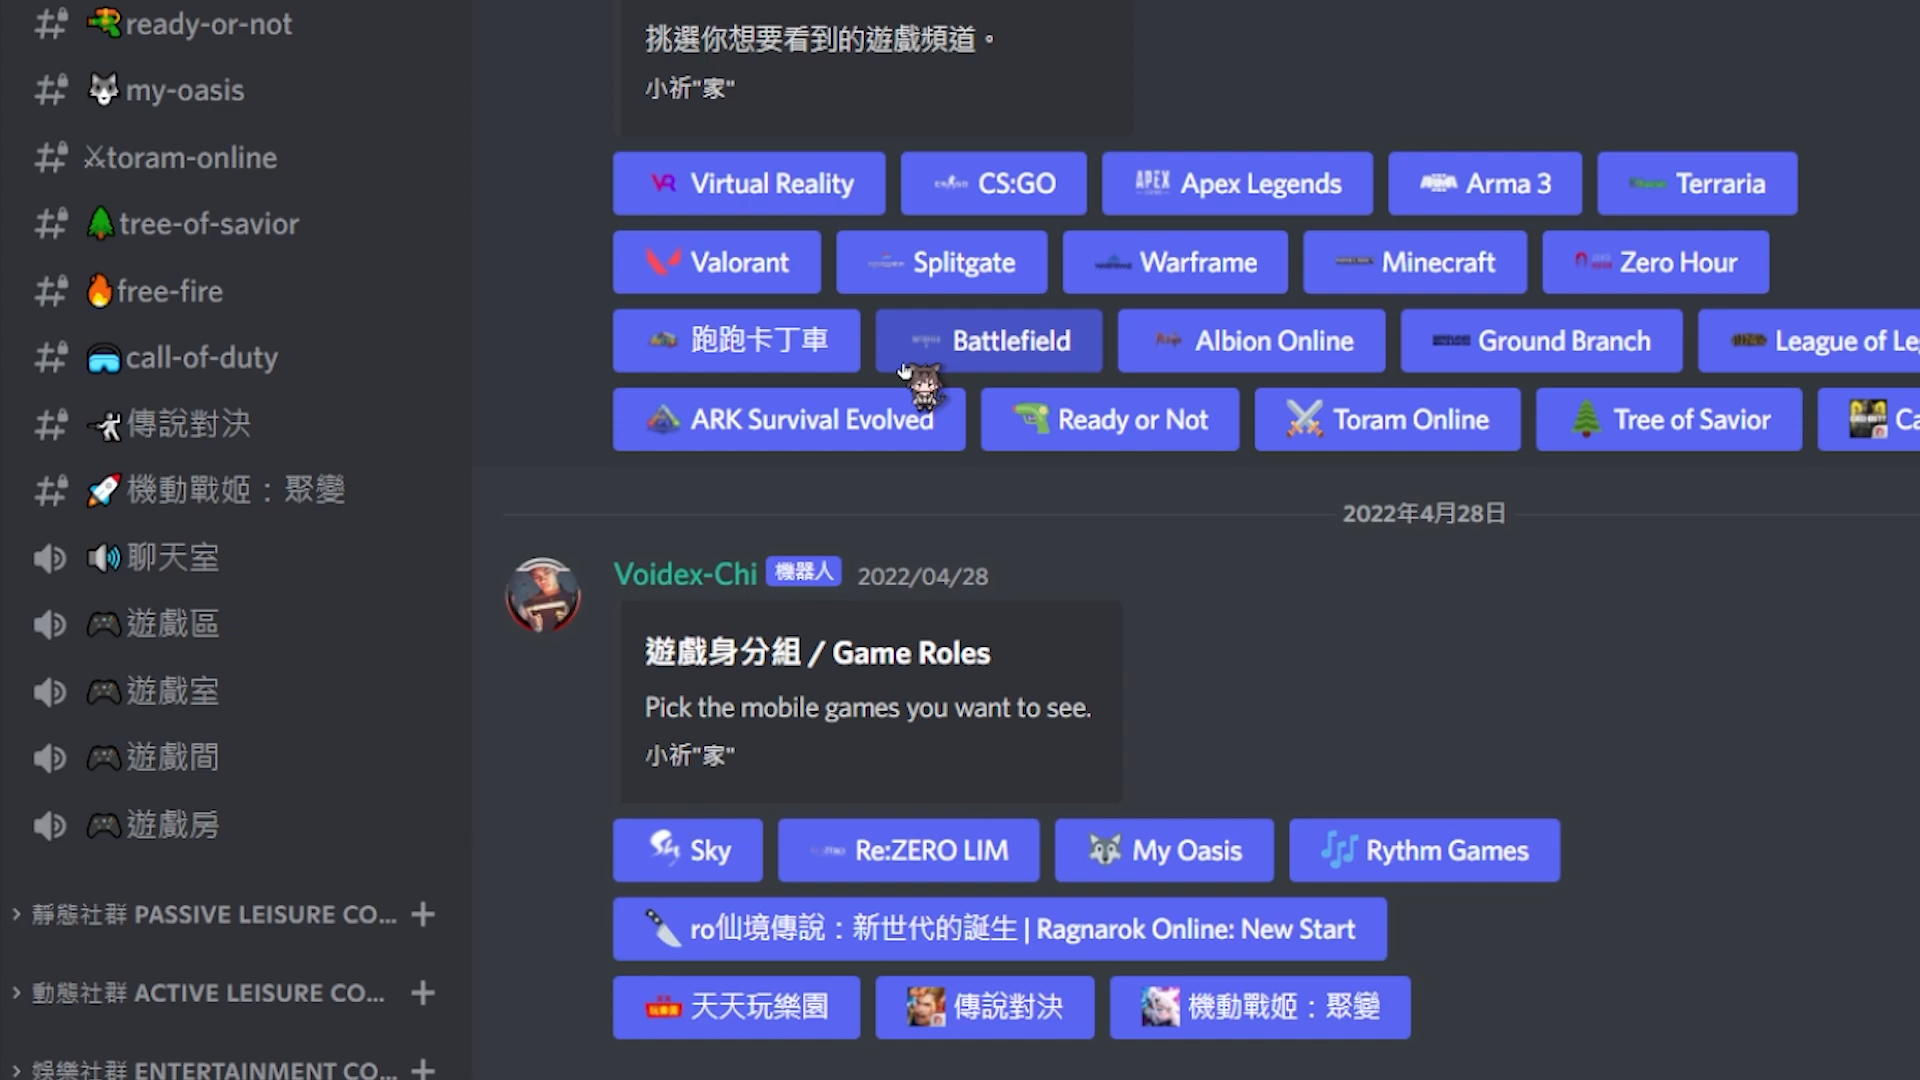 ready-or-not
my-oasis
toram-online
tree-of-savior
free-fire
call-of-duty
傳說對決
機動戰姬：聚變
聊天室
遊戲區
遊戲室
遊戲間
遊戲房
靜態社群 PASSIVE LEISURE CO...
動態社群 ACTIVE LEISURE CO...
娛樂社群 ENTERTAINMENT CO...
挑選你想要看到的遊戲頻道。
小祈"家"
VR Virtual Reality CS:GO APEX Apex Legends Arma 3 Terraria
Valorant Splitgate Warframe Minecraft Zero Hour
跑跑卡丁車 Battlefield Albion Online Ground Branch League of Le
ARK Survival Evolved Ready or Not Toram Online Tree of Savior Ca
2022年4月28日
Voidex-Chi 機器人 2022/04/28
遊戲身分組 / Game Roles
Pick the mobile games you want to see.
小祈"家"
Sky Re:ZERO LIM My Oasis Rythm Games
ro仙境傳說：新世代的誕生 | Ragnarok Online: New Start
天天玩樂園 傳說對決 機動戰姬：聚變